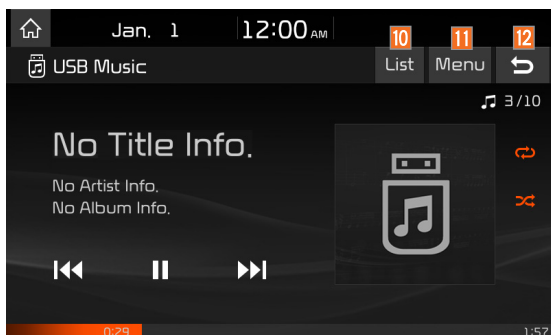 Jan. 1 12:00 AM
10 11 12
USB Music List Menu
3/10
No Title Info.
No Artist Info.
No Album Info.
0:29 1:57